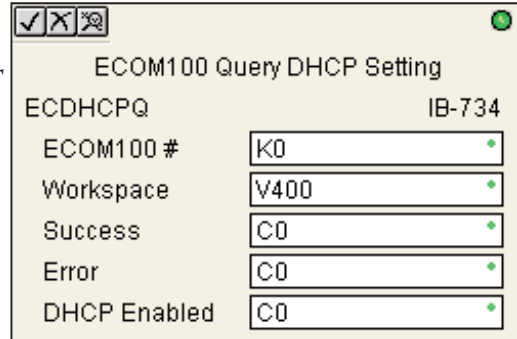 ECOM100 Query DHCP Setting
ECDHCPQ IB-734
ECOM100 # K0
Workspace V400
Success C0
Error C0
DHCP Enabled C0